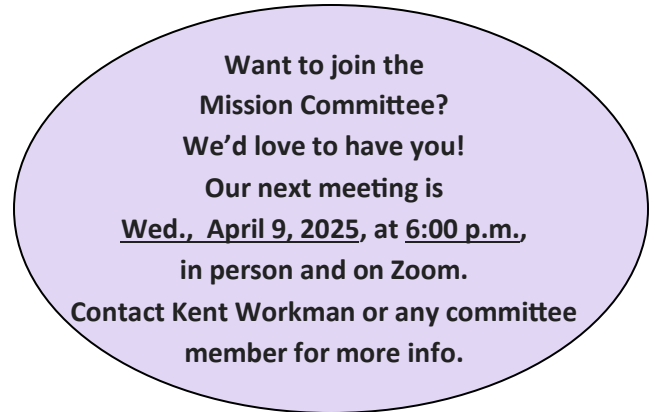 Want to join the
Mission Committee?
We’d love to have you!
Our next meeting is
Wed.,  April 9, 2025, at 6:00 p.m.,
in person and on Zoom.
Contact Kent Workman or any committee
member for more info.